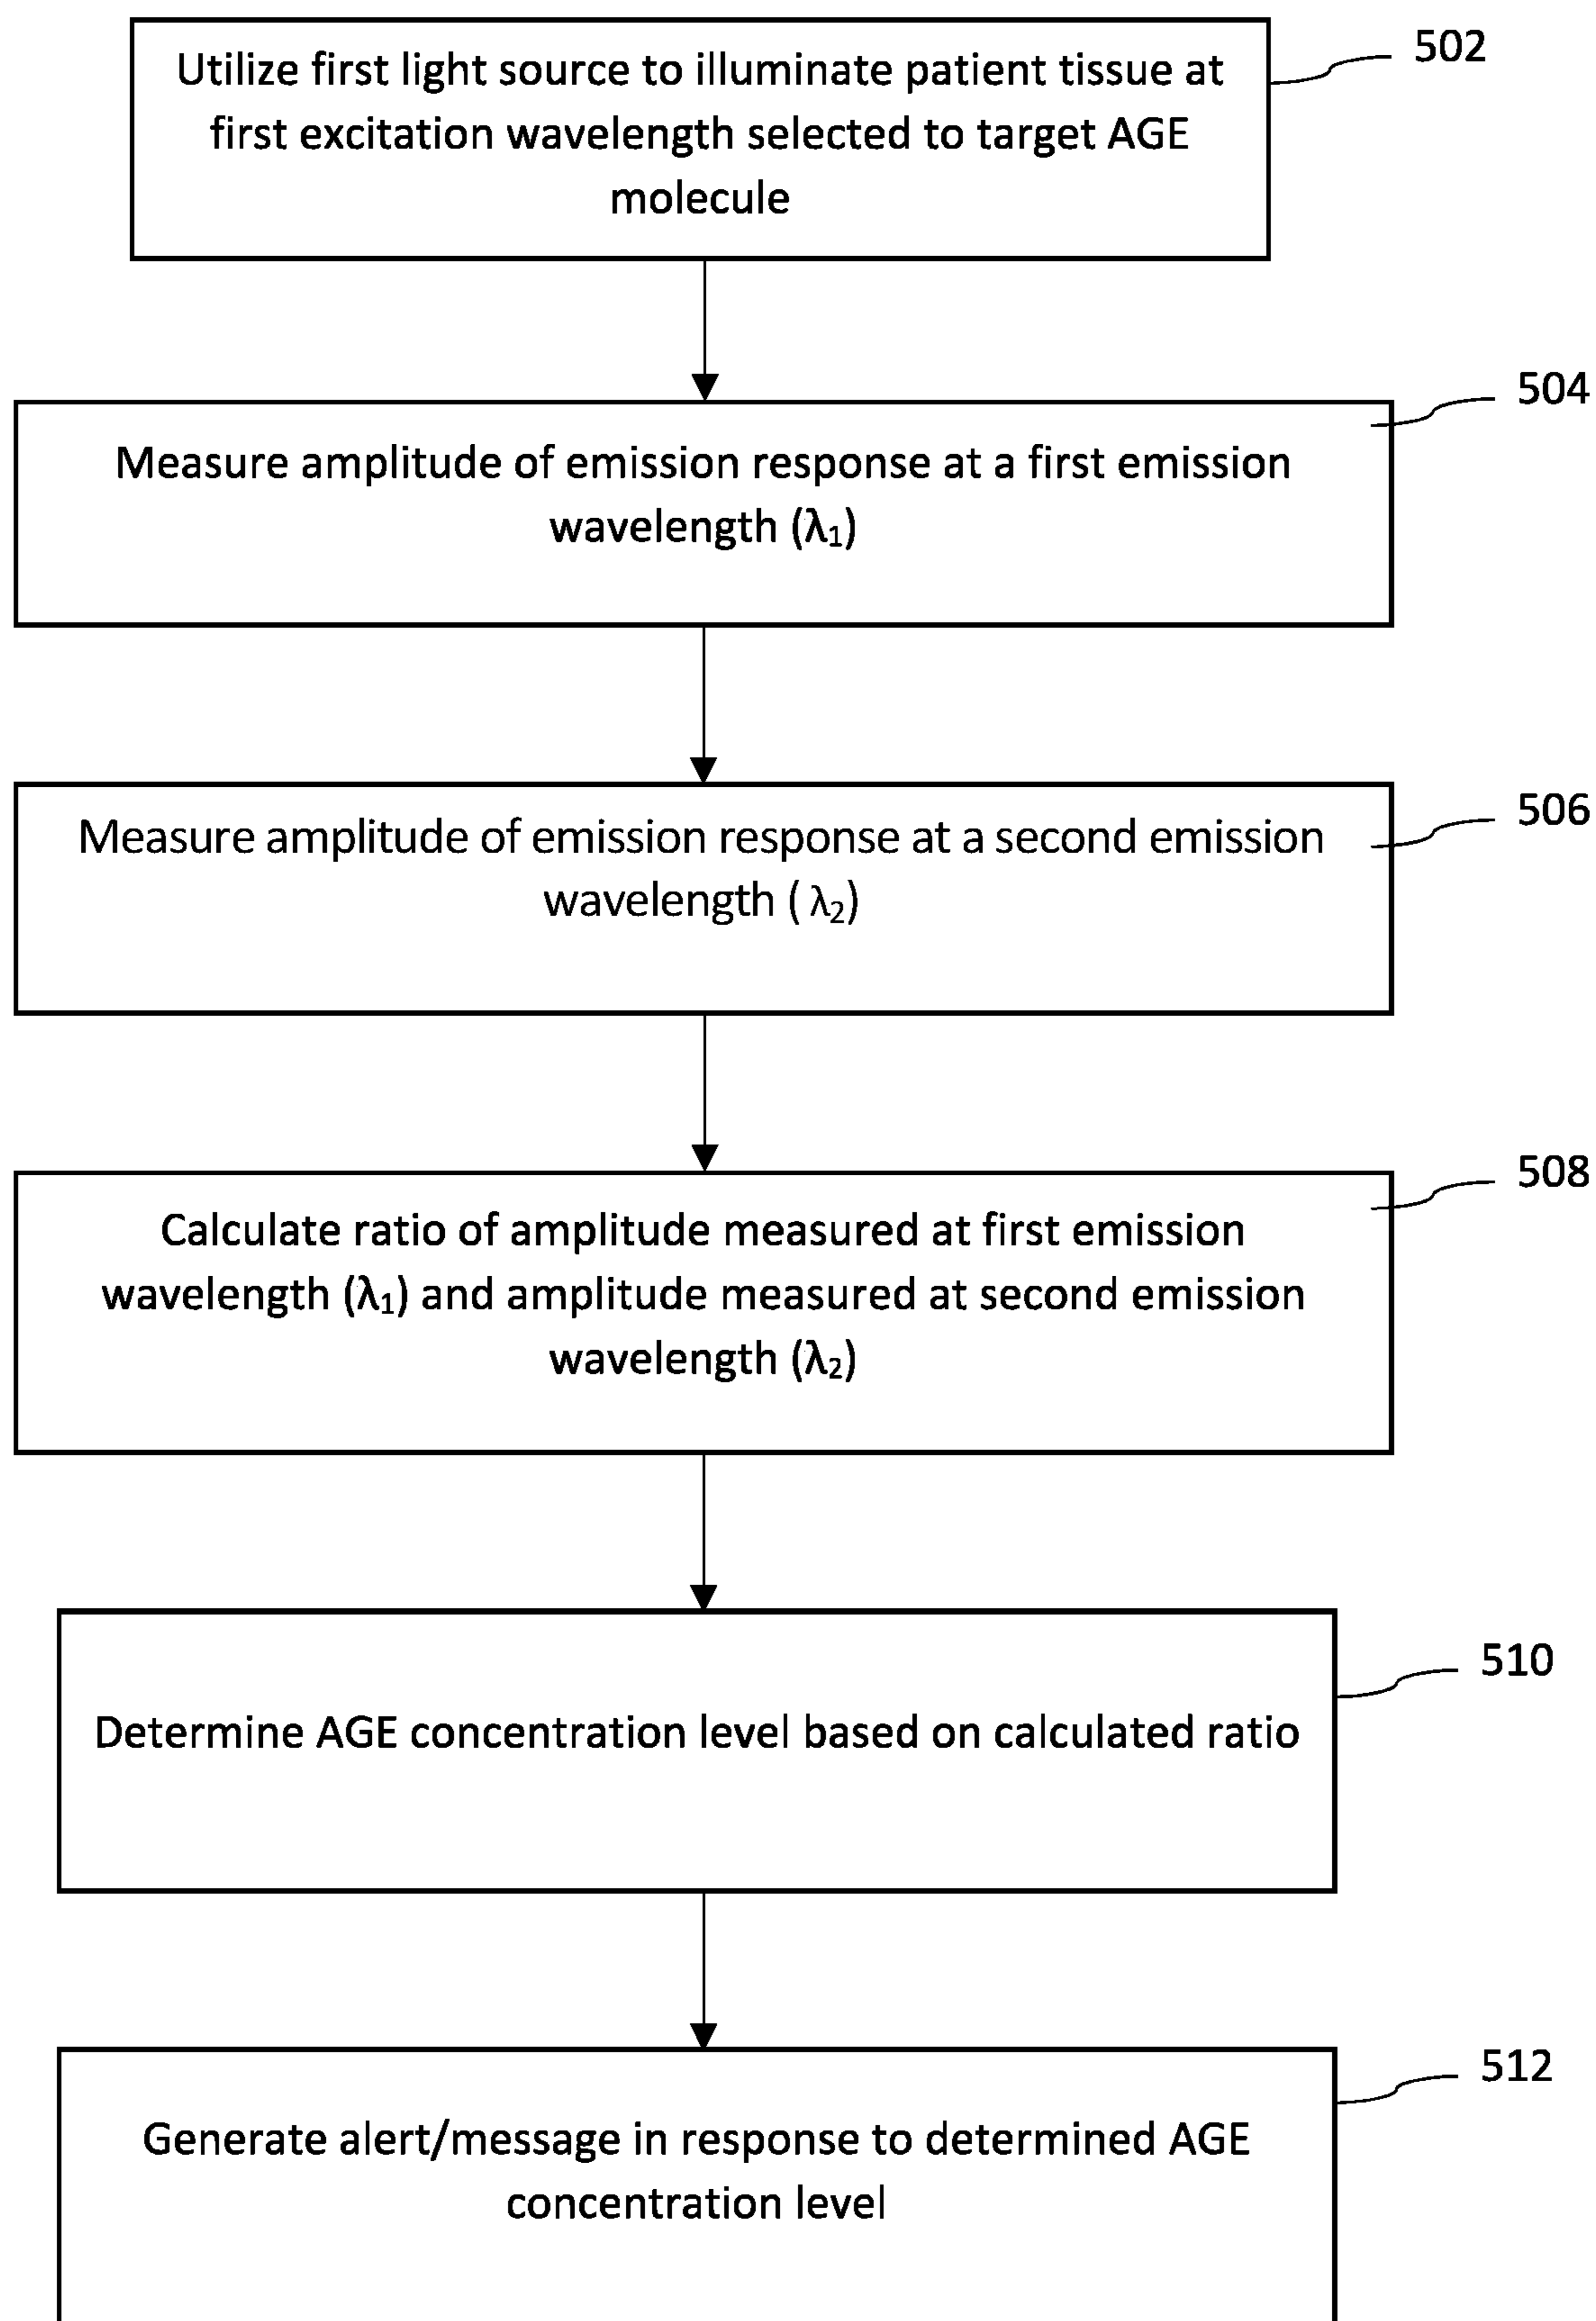 502
Utilize first light source to illuminate patient tissue at
first excitation wavelength selected to target AGE
molecule
504
Measure amplitude of emission response at a first emission
wavelength (λ₁)
506
Measure amplitude of emission response at a second emission
wavelength ( λ₂)
508
Calculate ratio of amplitude measured at first emission
wavelength (λ₁) and amplitude measured at second emission
wavelength (λ₂)
510
Determine AGE concentration level based on calculated ratio
512
Generate alert/message in response to determined AGE
concentration level